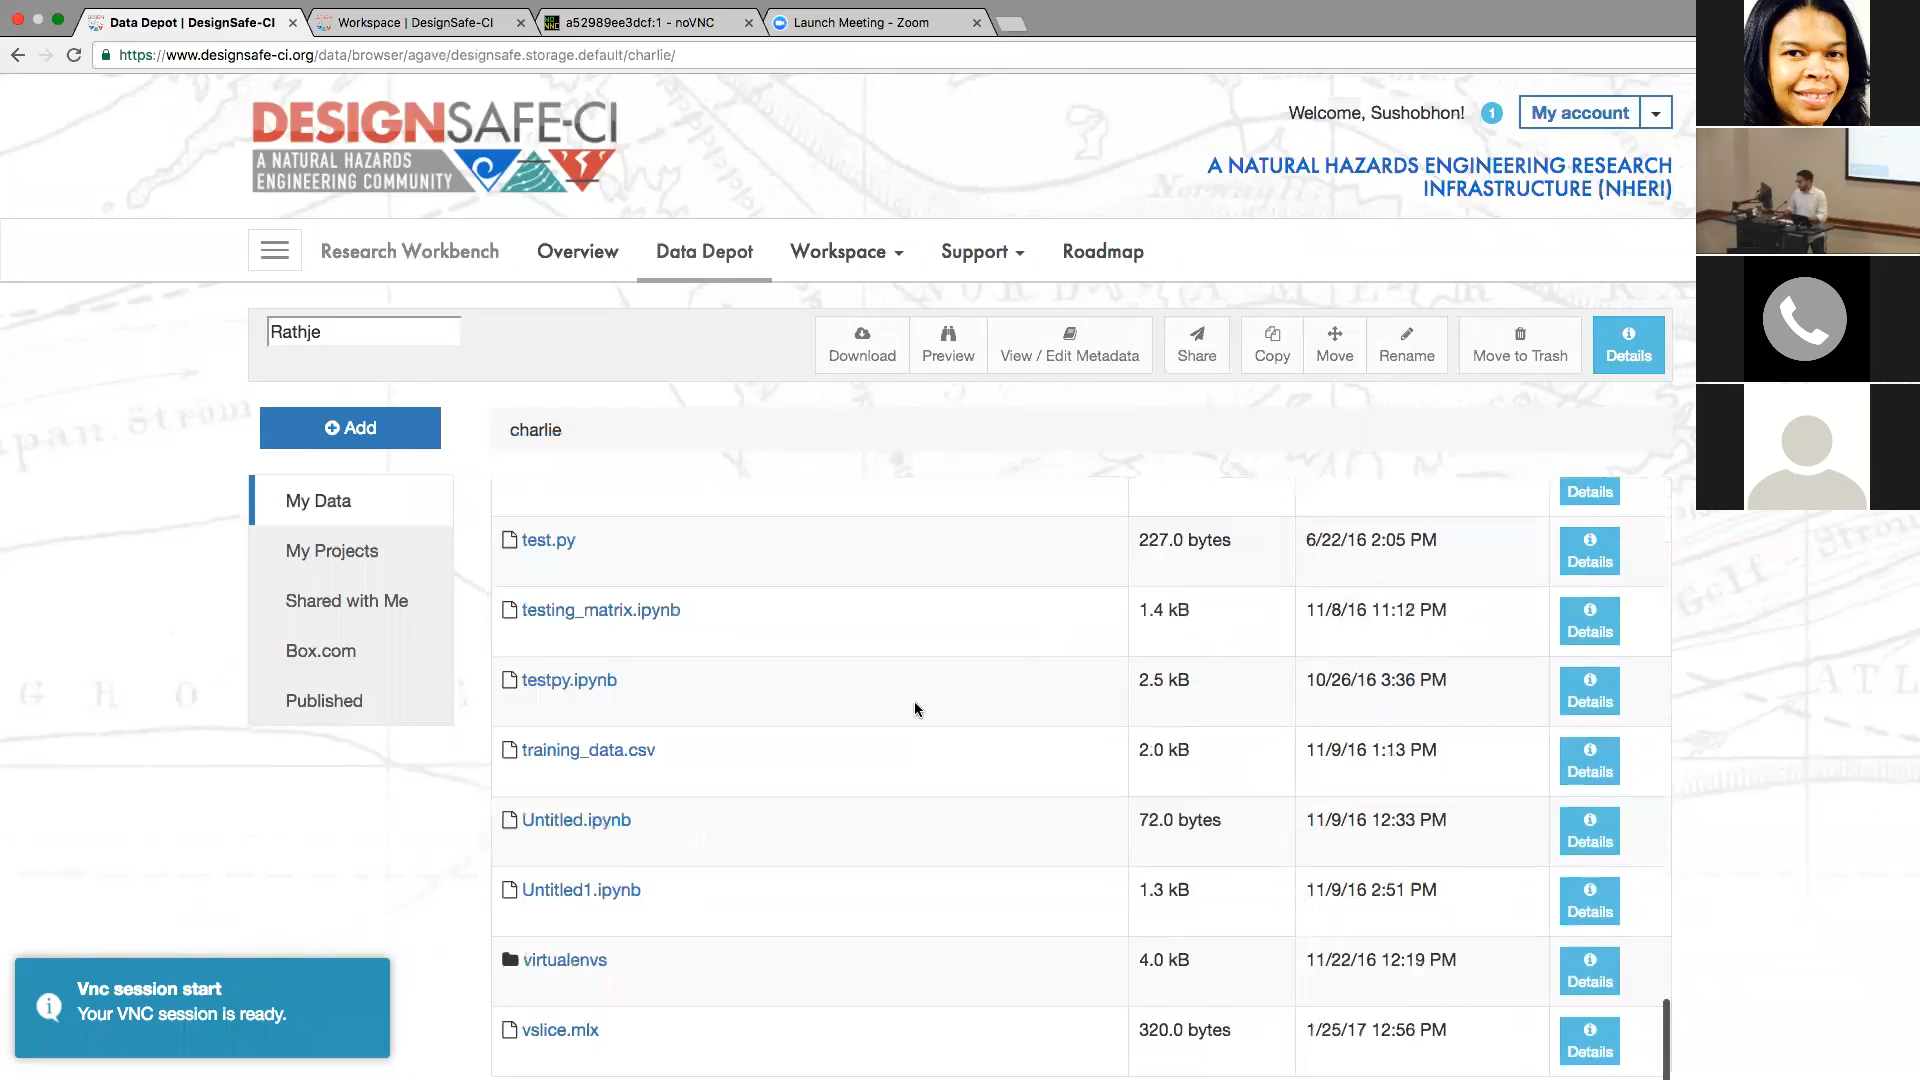 Data Depot | DesignSafe-CI
Workspace | DesignSafe-CI
a52989ee3dcf:1 - noVNC
Launch Meeting - Zoom
https://www.designsafe-ci.org/data/browser/agave/designsafe.storage.default/charlie/
DESIGNSAFE-CI
A NATURAL HAZARDS
ENGINEERING COMMUNITY
Welcome, Sushobhon!
1
My account
A NATURAL HAZARDS ENGINEERING RESEARCH
INFRASTRUCTURE (NHERI)
Research Workbench
Overview
Data Depot
Workspace
Support
Roadmap
Rathje
Download
Preview
View / Edit Metadata
Share
Copy
Move
Rename
Move to Trash
Details
Add
charlie
My Data
My Projects
Shared with Me
Box.com
Published
Details
test.py 227.0 bytes 6/22/16 2:05 PM Details
testing_matrix.ipynb 1.4 kB 11/8/16 11:12 PM Details
testpy.ipynb 2.5 kB 10/26/16 3:36 PM Details
training_data.csv 2.0 kB 11/9/16 1:13 PM Details
Untitled.ipynb 72.0 bytes 11/9/16 12:33 PM Details
Untitled1.ipynb 1.3 kB 11/9/16 2:51 PM Details
virtualenvs 4.0 kB 11/22/16 12:19 PM Details
vslice.mlx 320.0 bytes 1/25/17 12:56 PM Details
Vnc session start
Your VNC session is ready.